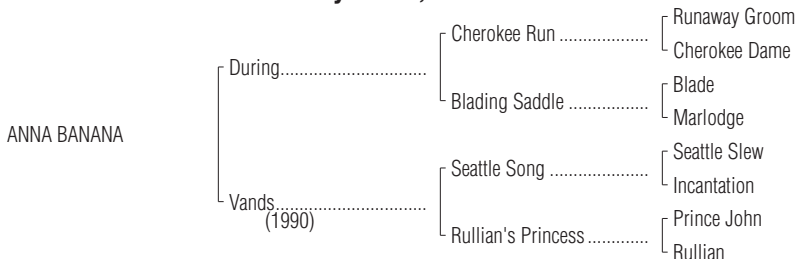 Runaway Groom
Cherokee Run ...................
Cherokee Dame
During...............................
Blade
Blading Saddle .................
Marlodge
ANNA BANANA
Seattle Slew
Seattle Song ......................
Incantation
Vands................................
(1990)
Prince John
Rullian's Princess.............
Rullian